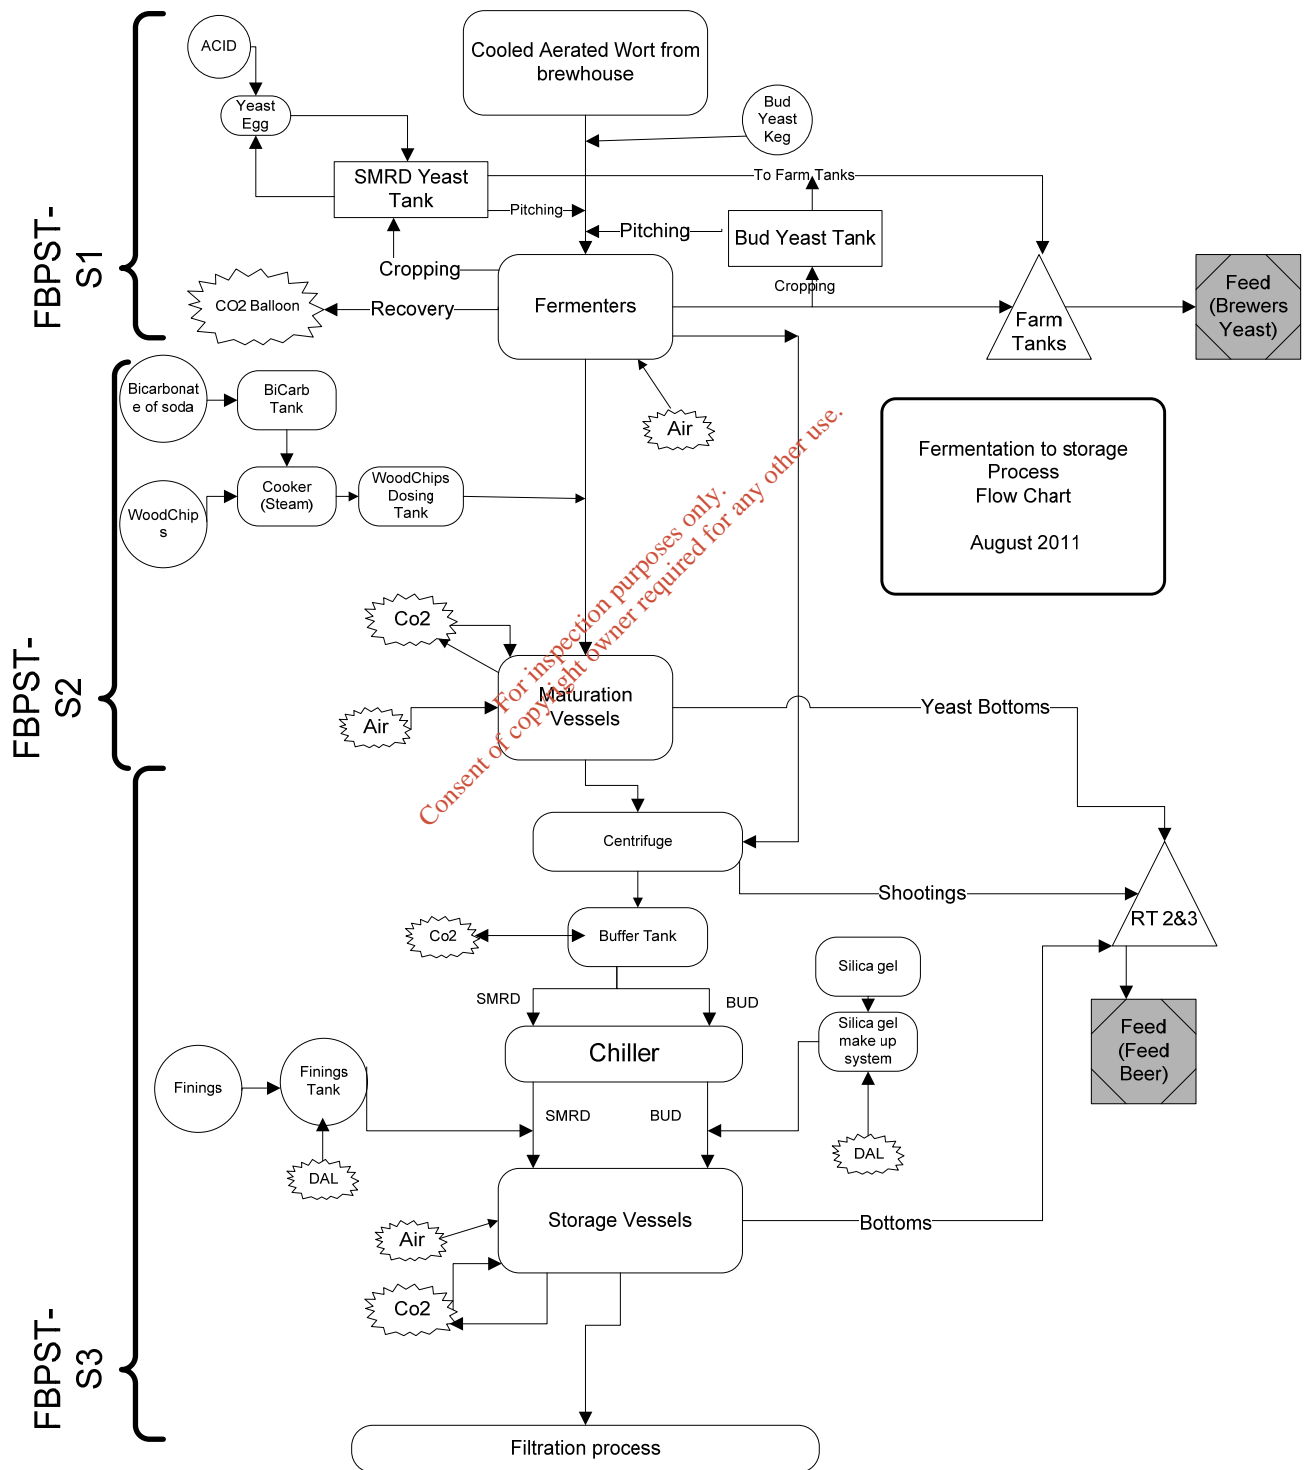 ACID
Cooled Aerated Wort from
brewhouse
Yeast
Egg
Bud
Yeast
Keg
SMRD Yeast
Tank
To Farm Tanks
Pitching
Pitching
Bud Yeast Tank
FBPST-
S1
Cropping
Cropping
CO2 Balloon
Recovery
Fermenters
Farm
Tanks
Feed
(Brewers
Yeast)
Bicarbonat
e of soda
BiCarb
Tank
Air
Fermentation to storage
Process
Flow Chart
August 2011
WoodChip
s
Cooker
(Steam)
WoodChips
Dosing
Tank
For inspection purposes only.
Consent of copyright owner required for any other use.
FBPST-
S2
Co2
Maturation
Vessels
Air
Yeast Bottoms
Centrifuge
Shootings
RT 2&3
Co2
Buffer Tank
Silica gel
SMRD
BUD
Silica gel
make up
system
Feed
(Feed
Beer)
Chiller
Finings
Finings
Tank
SMRD
BUD
DAL
DAL
Air
Storage Vessels
Bottoms
Co2
FBPST-
S3
Filtration process